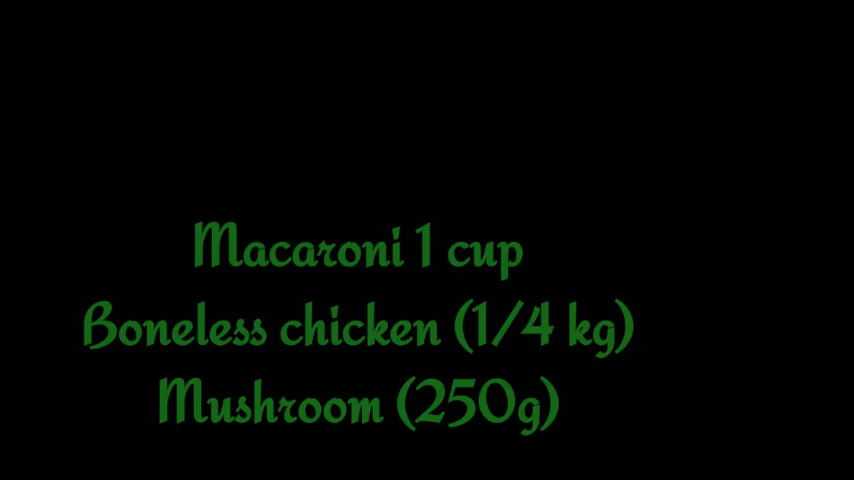 Macaroni 1 cup
Boneless chicken (1/4 kg)
Mushroom (250g)